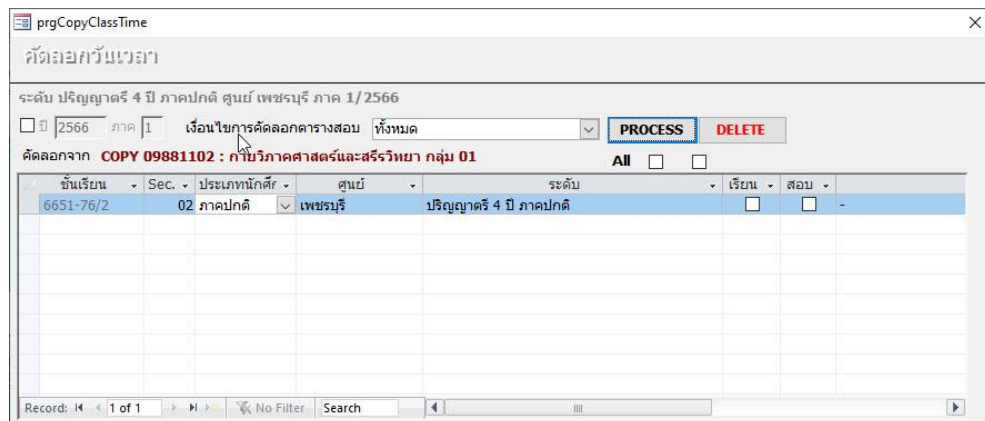 prgCopyClassTime
คัดลอกวันเวลา
ระดับ ปริญญาตรี 4 ปี ภาคปกติ ศูนย์ เพชรบุรี ภาค 1/2566
ปี 2566 ภาค 1 เงื่อนไขการคัดลอกตารางสอบ ทั้งหมด PROCESS DELETE
คัดลอกจาก COPY 09881102 : กายวิภาคศาสตร์และสรีรวิทยา กลุ่ม 01 All
ชั้นเรียน Sec. ประเภทนักศึก ศูนย์ ระดับ เรียน สอบ
6651-76/2 02 ภาคปกติ เพชรบุรี ปริญญาตรี 4 ปี ภาคปกติ -
Record: 1 of 1 No Filter Search